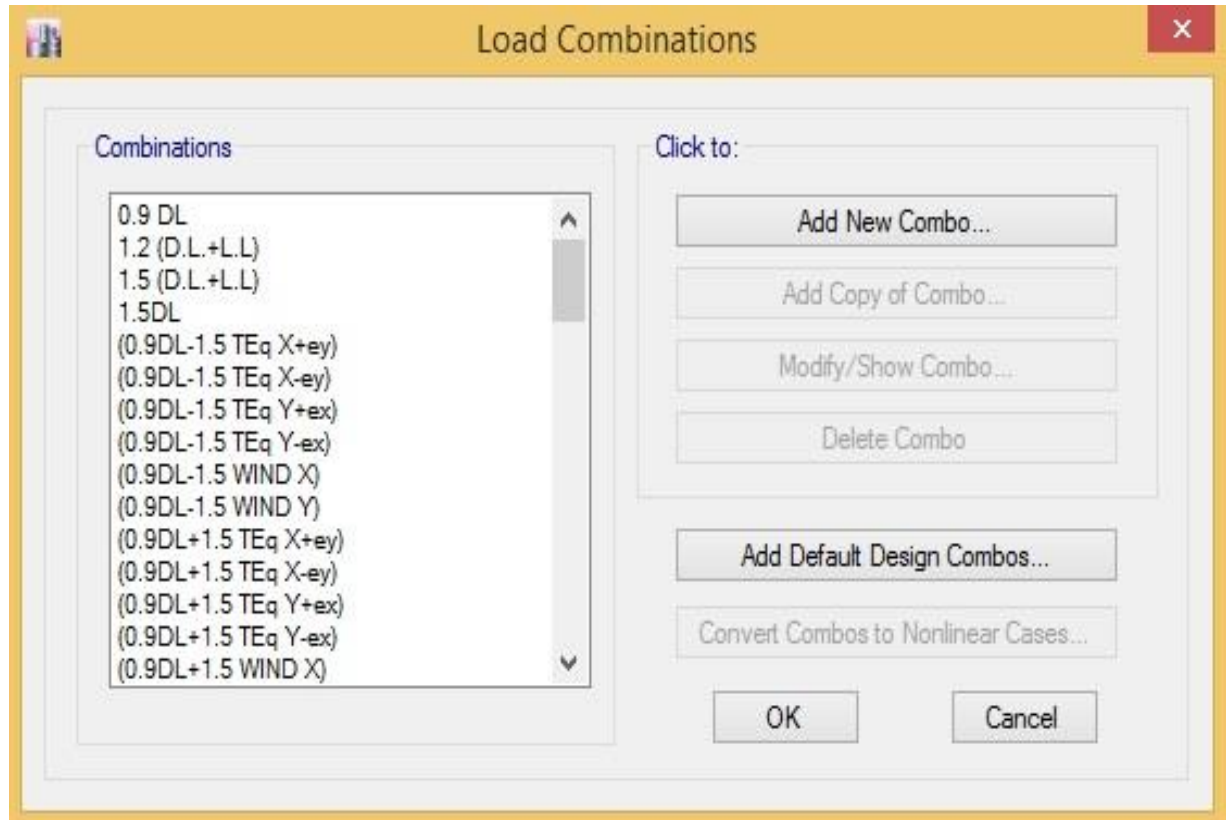 Load Combinations
Combinations
0.9 DL
1.2 (D.L.+L.L)
1.5 (D.L.+L.L)
1.5DL
(0.9DL-1.5 TEq X+ey)
(0.9DL-1.5 TEq X-ey)
(0.9DL-1.5 TEq Y+ex)
(0.9DL-1.5 TEq Y-ex)
(0.9DL-1.5 WIND X)
(0.9DL-1.5 WIND Y)
(0.9DL+1.5 TEq X+ey)
(0.9DL+1.5 TEq X-ey)
(0.9DL+1.5 TEq Y+ex)
(0.9DL+1.5 TEq Y-ex)
(0.9DL+1.5 WIND X)
Click to:
Add New Combo...
Add Copy of Combo...
Modify/Show Combo...
Delete Combo
Add Default Design Combos...
Convert Combos to Nonlinear Cases...
OK
Cancel